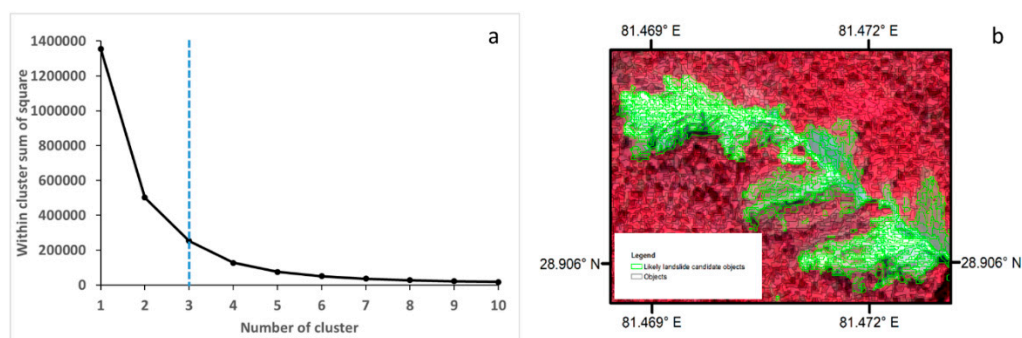 a
Within cluster sum of square
1400000
1200000
1000000
800000
600000
400000
200000
0
1 2 3 4 5 6 7 8 9 10
Number of cluster
b
81.469° E 81.472° E
28.906° N 28.906° N
Legend
Likely landslide candidate objects
Objects
81.469° E 81.472° E